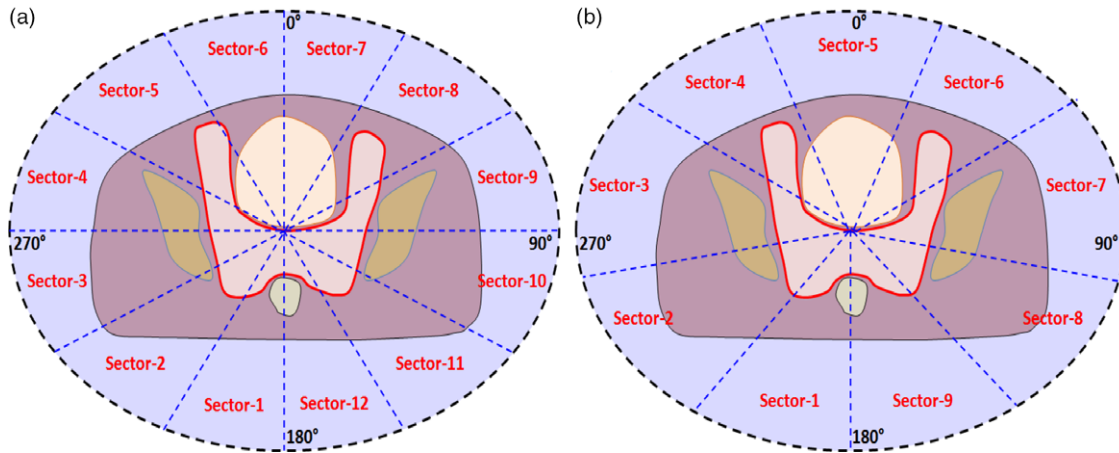 (a)
0°
Sector-6
Sector-7
Sector-5
Sector-8
Sector-4
Sector-9
270°
90°
Sector-3
Sector-10
Sector-2
Sector-11
Sector-1
Sector-12
180°
(b)
0°
Sector-5
Sector-4
Sector-6
Sector-3
Sector-7
270°
90°
Sector-2
Sector-8
Sector-1
Sector-9
180°